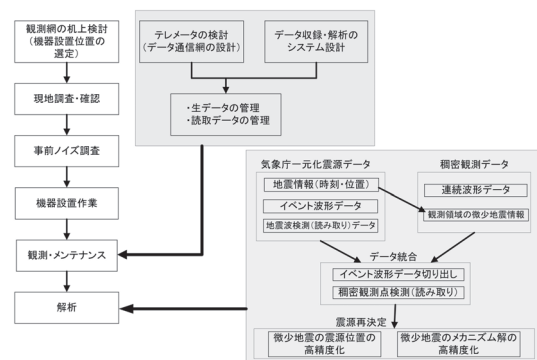 観測網の机上検討
(機器設置位置の
選定)
現地調査・確認
事前ノイズ調査
機器設置作業
観測・メンテナンス
解析
テレメータの検討
(データ通信網の設計)
データ収録・解析の
システム設計
・生データの管理
・読取データの管理
気象庁一元化震源データ
地震情報(時刻・位置)
イベント波形データ
地震波検測(読み取り)データ
稠密観測データ
連続波形データ
観測領域の微少地震情報
データ統合
イベント波形データ切り出し
稠密観測点検測(読み取り)
震源再決定
微少地震の震源位置の
高精度化
微少地震のメカニズム解の
高精度化